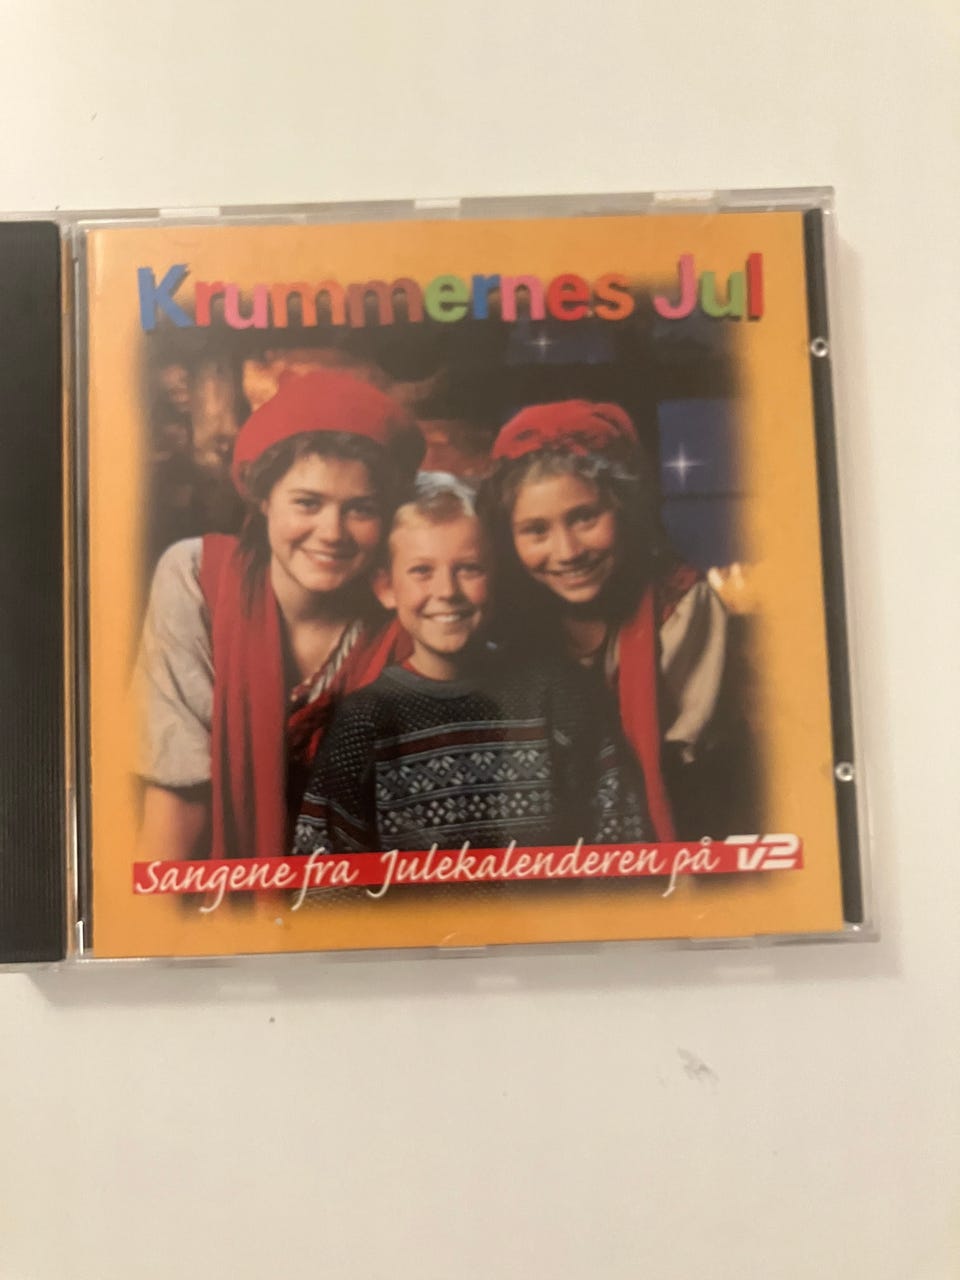 Krummernes Jul
Sangene fra Julekalenderen på TV2